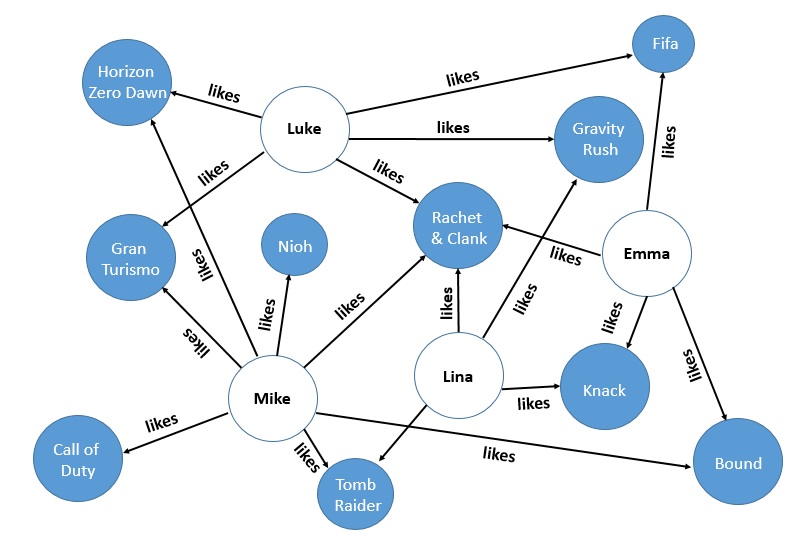 Fifa
likes
Horizon
Zero Dawn
likes
Luke
likes
Gravity
Rush
likes
likes
likes
Rachet
& Clank
Gran
Turismo
Nioh
likes
Emma
likes
likes
likes
likes
likes
likes
likes
likes
likes
Lina
Knack
Mike
likes
likes
Call of
Duty
likes
likes
Bound
Tomb
Raider